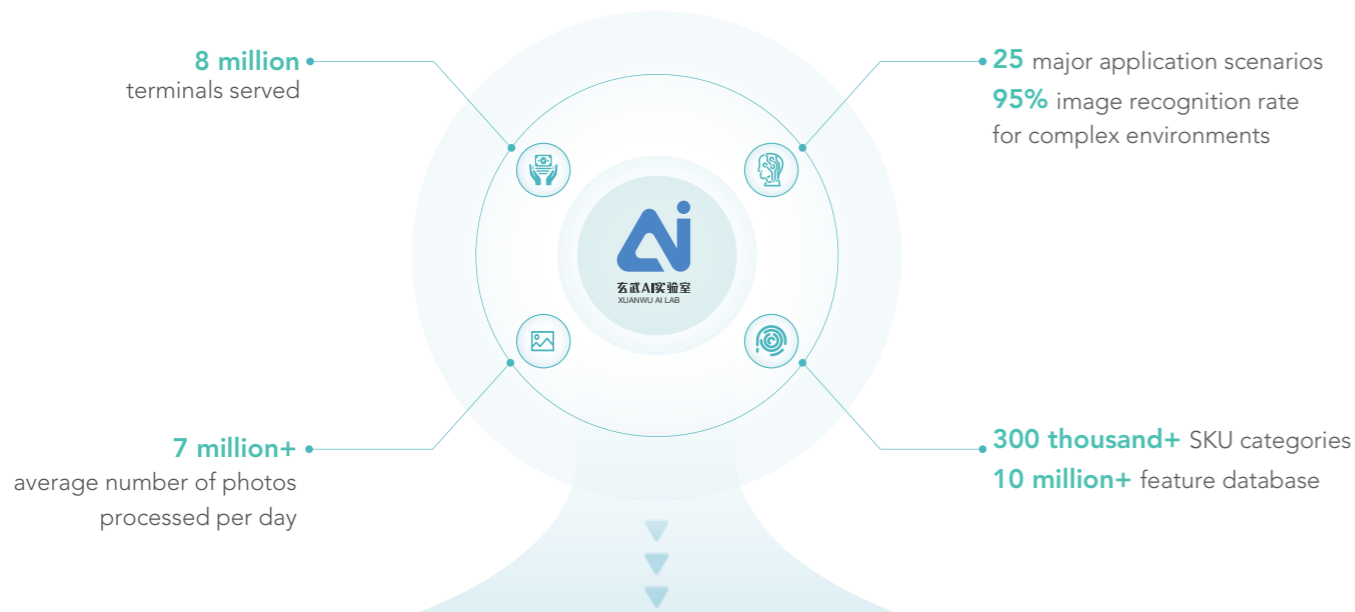 8 million
terminals served
25 major application scenarios
95% image recognition rate
for complex environments
Ai
玄武AI实验室
XUANWU AI LAB
7 million+
average number of photos
processed per day
300 thousand+ SKU categories
10 million+ feature database